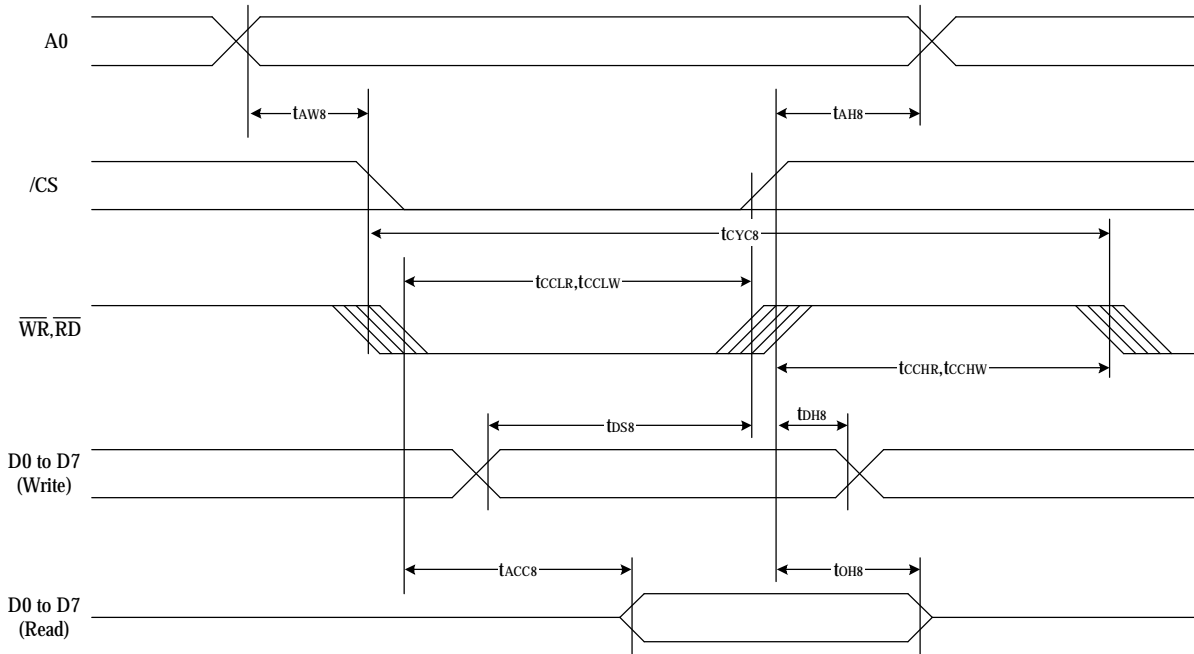 A0
tAW8
tAH8
/CS
tCYC8
tCCLR,tCCLW
WR,RD
tCCHR,tCCHW
tDS8
tDH8
D0 to D7
(Write)
tACC8
tOH8
D0 to D7
(Read)